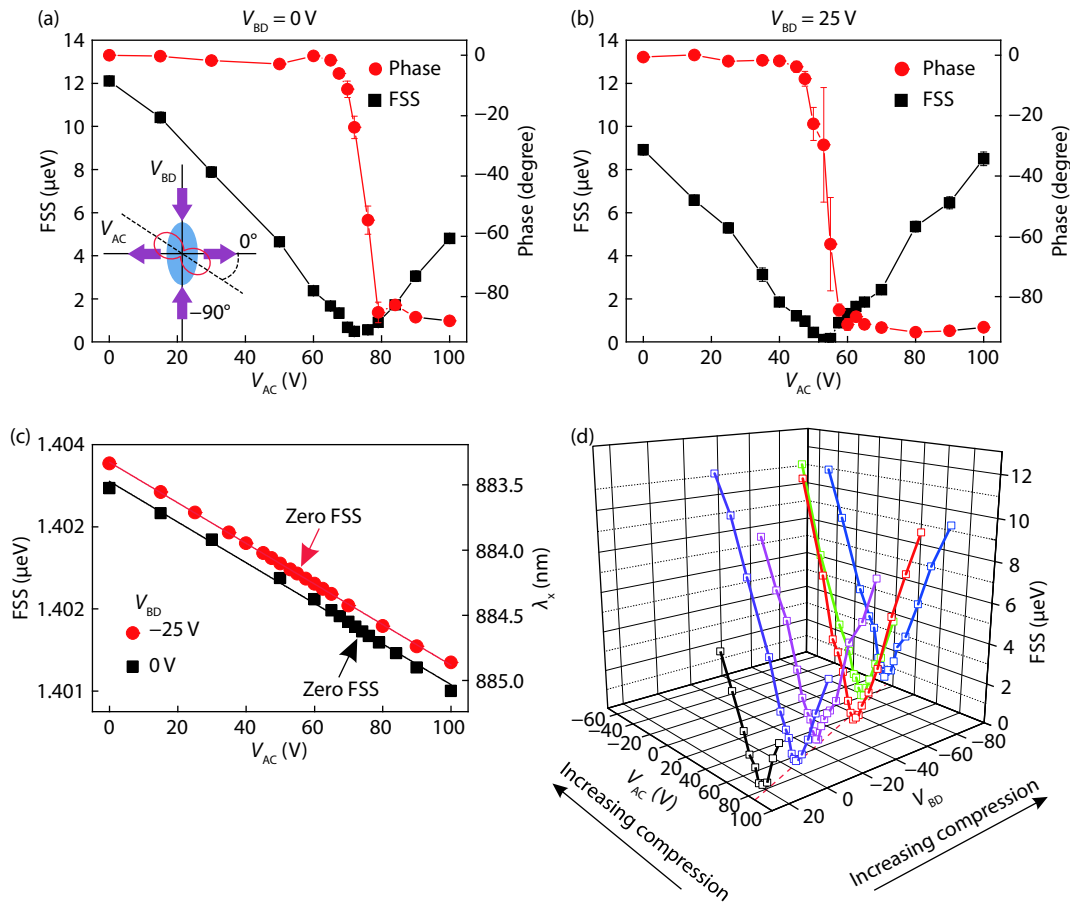 (a)
V_BD = 0 V
14
12
10
8
6
4
2
0
FSS (μeV)
0
−20
−40
−60
−80
Phase (degree)
Phase
FSS
V_BD
V_AC
0°
−90°
0 20 40 60 80 100
V_AC (V)
(b)
V_BD = 25 V
14
12
10
8
6
4
2
0
FSS (μeV)
0
−20
−40
−60
−80
Phase (degree)
Phase
FSS
0 20 40 60 80 100
V_AC (V)
(c)
1.404
1.402
1.402
1.401
FSS (μeV)
883.5
884.0
884.5
885.0
λ_x (nm)
Zero FSS
V_BD
−25 V
0 V
Zero FSS
0 20 40 60 80 100
V_AC (V)
(d)
12
10
8
6
4
2
0
FSS (μeV)
−60
−40
−20
0
20
40
60
80
100
V_AC (V)
20
0
−20
−40
−60
−80
V_BD
Increasing compression
Increasing compression